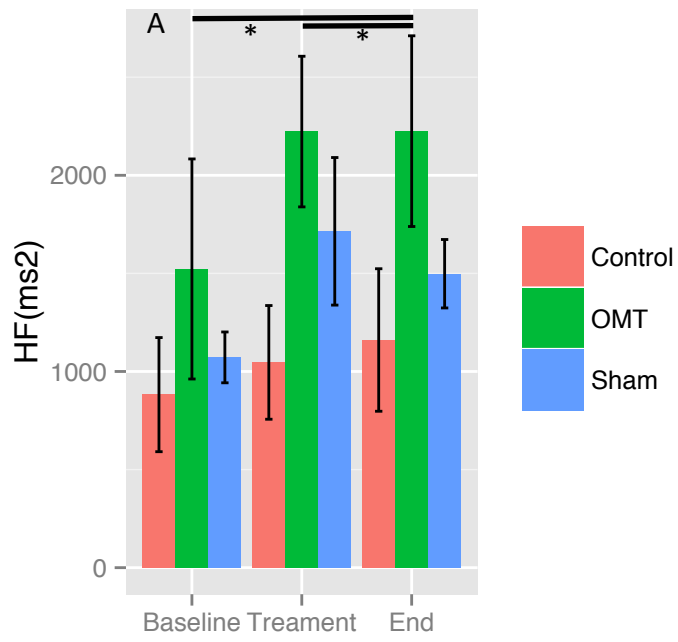 A
*
*
HF(ms2)
2000
1000
0
Baseline Treament End
Control
OMT
Sham